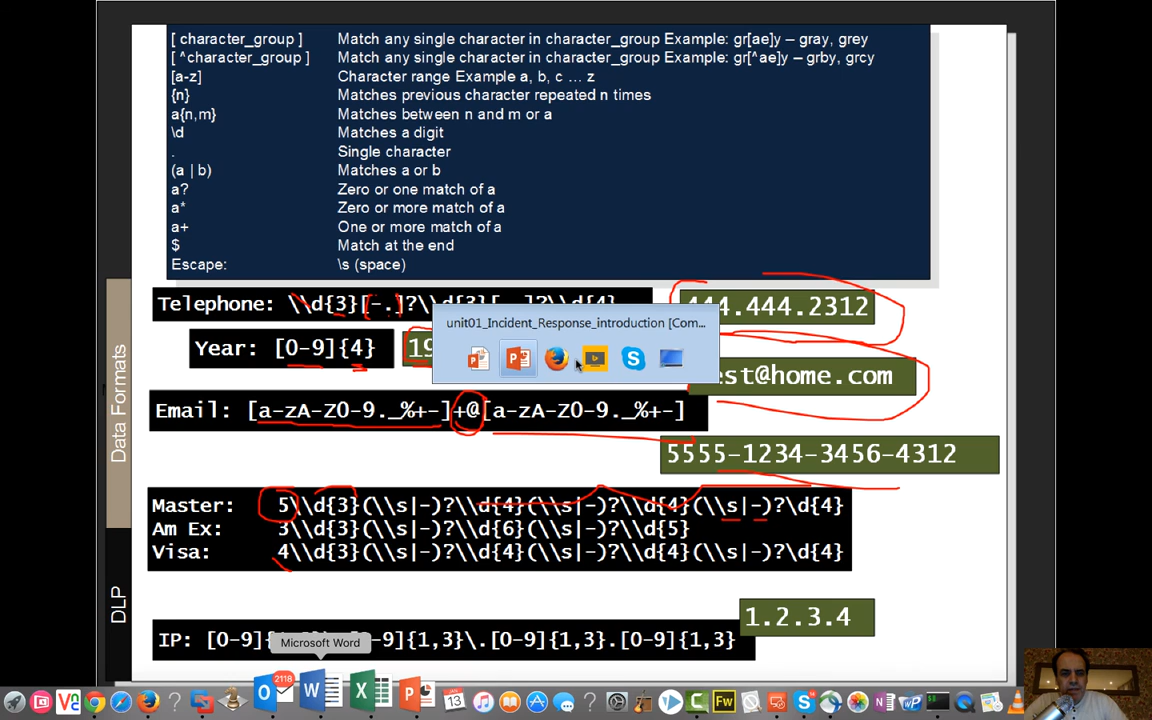 [ character_group ] Match any single character in character_group Example: gr[ae]y – gray, grey
[ ^character_group ] Match any single character in character_group Example: gr[^ae]y – grby, grcy
[a-z] Character range Example a, b, c … z
{n} Matches previous character repeated n times
a{n,m} Matches between n and m or a
\d Matches a digit
. Single character
(a | b) Matches a or b
a? Zero or one match of a
a* Zero or more match of a
a+ One or more match of a
$ Match at the end
Escape: \s (space)
Telephone: \\d{3}[-.]?\\d{3}[-.]?\\d{4}
444.444.2312
unit01_Incident_Response_introduction [Com...
Year: [0-9]{4}
19
est@home.com
Email: [a-zA-Z0-9._%+-]+@[a-zA-Z0-9._%+-]
5555-1234-3456-4312
Master: 5\\d{3}(\\s|-)?\\d{4}(\\s|-)?\\d{4}(\\s|-)?\d{4}
Am Ex: 3\\d{3}(\\s|-)?\\d{6}(\\s|-)?\\d{5}
Visa: 4\\d{3}(\\s|-)?\\d{4}(\\s|-)?\\d{4}(\\s|-)?\d{4}
1.2.3.4
IP: [0-9]{ -9]{1,3}\.[0-9]{1,3}.[0-9]{1,3}
Microsoft Word
Data Formats
DLP
2118
JAN
13
Fw